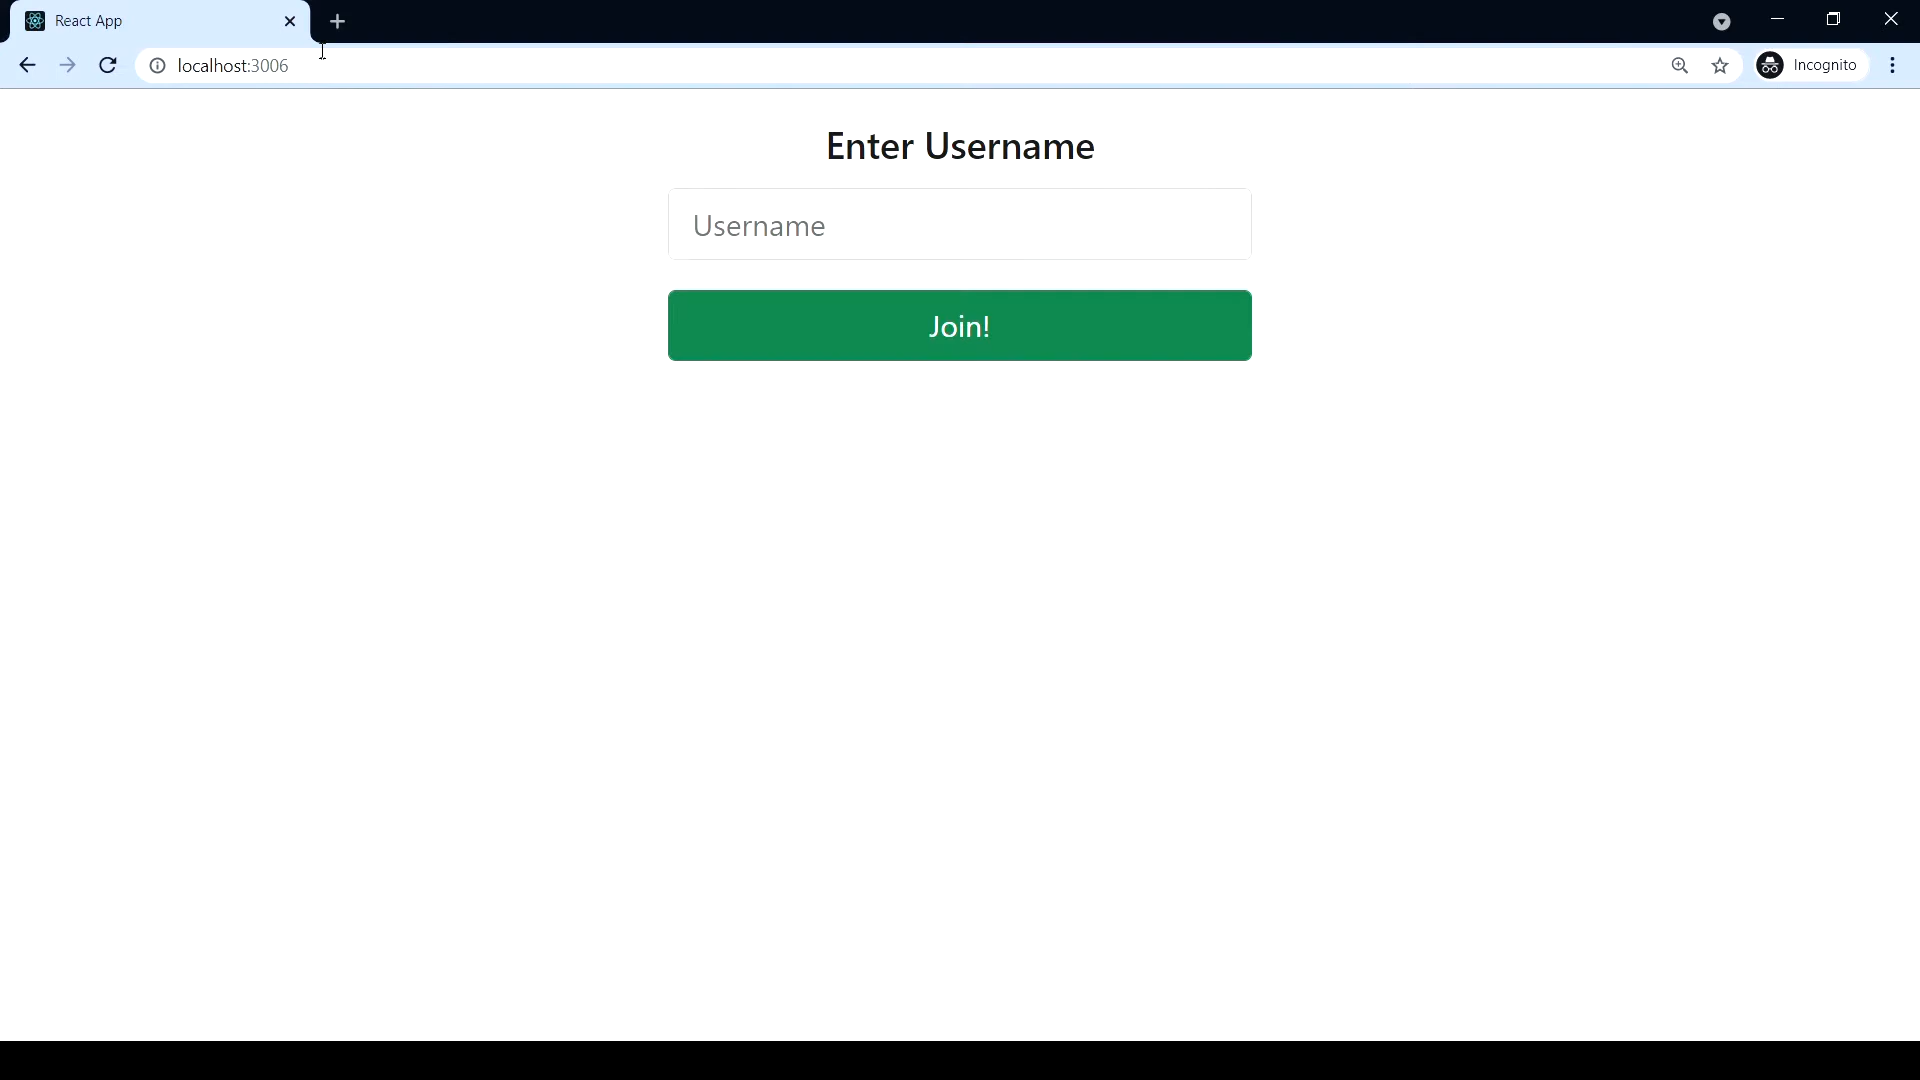 React App
localhost:3006
Incognito
Enter Username
Username
Join!